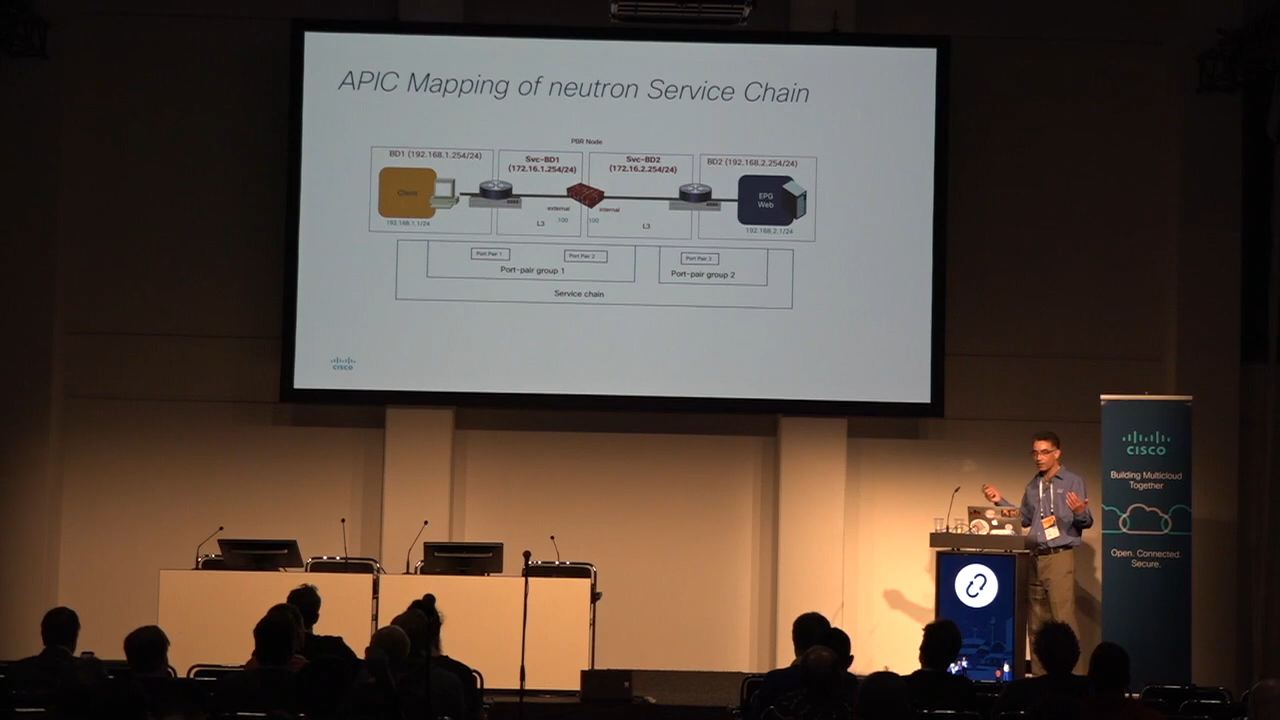 APIC Mapping of neutron Service Chain
PBR Node
BD1 (192.168.1.254/24)
Svc-BD1
(172.16.1.254/24)
Svc-BD2
(172.16.2.254/24)
BD2 (192.168.2.254/24)
Client
EPG
Web
external
internal
100
100
L3
L3
192.168.1.1/24
192.168.2.1/24
Port Pair 1
Port Pair 2
Port Pair 3
Port-pair group 1
Port-pair group 2
Service chain
CISCO
CISCO
Building Multicloud
Together
Open. Connected.
Secure.